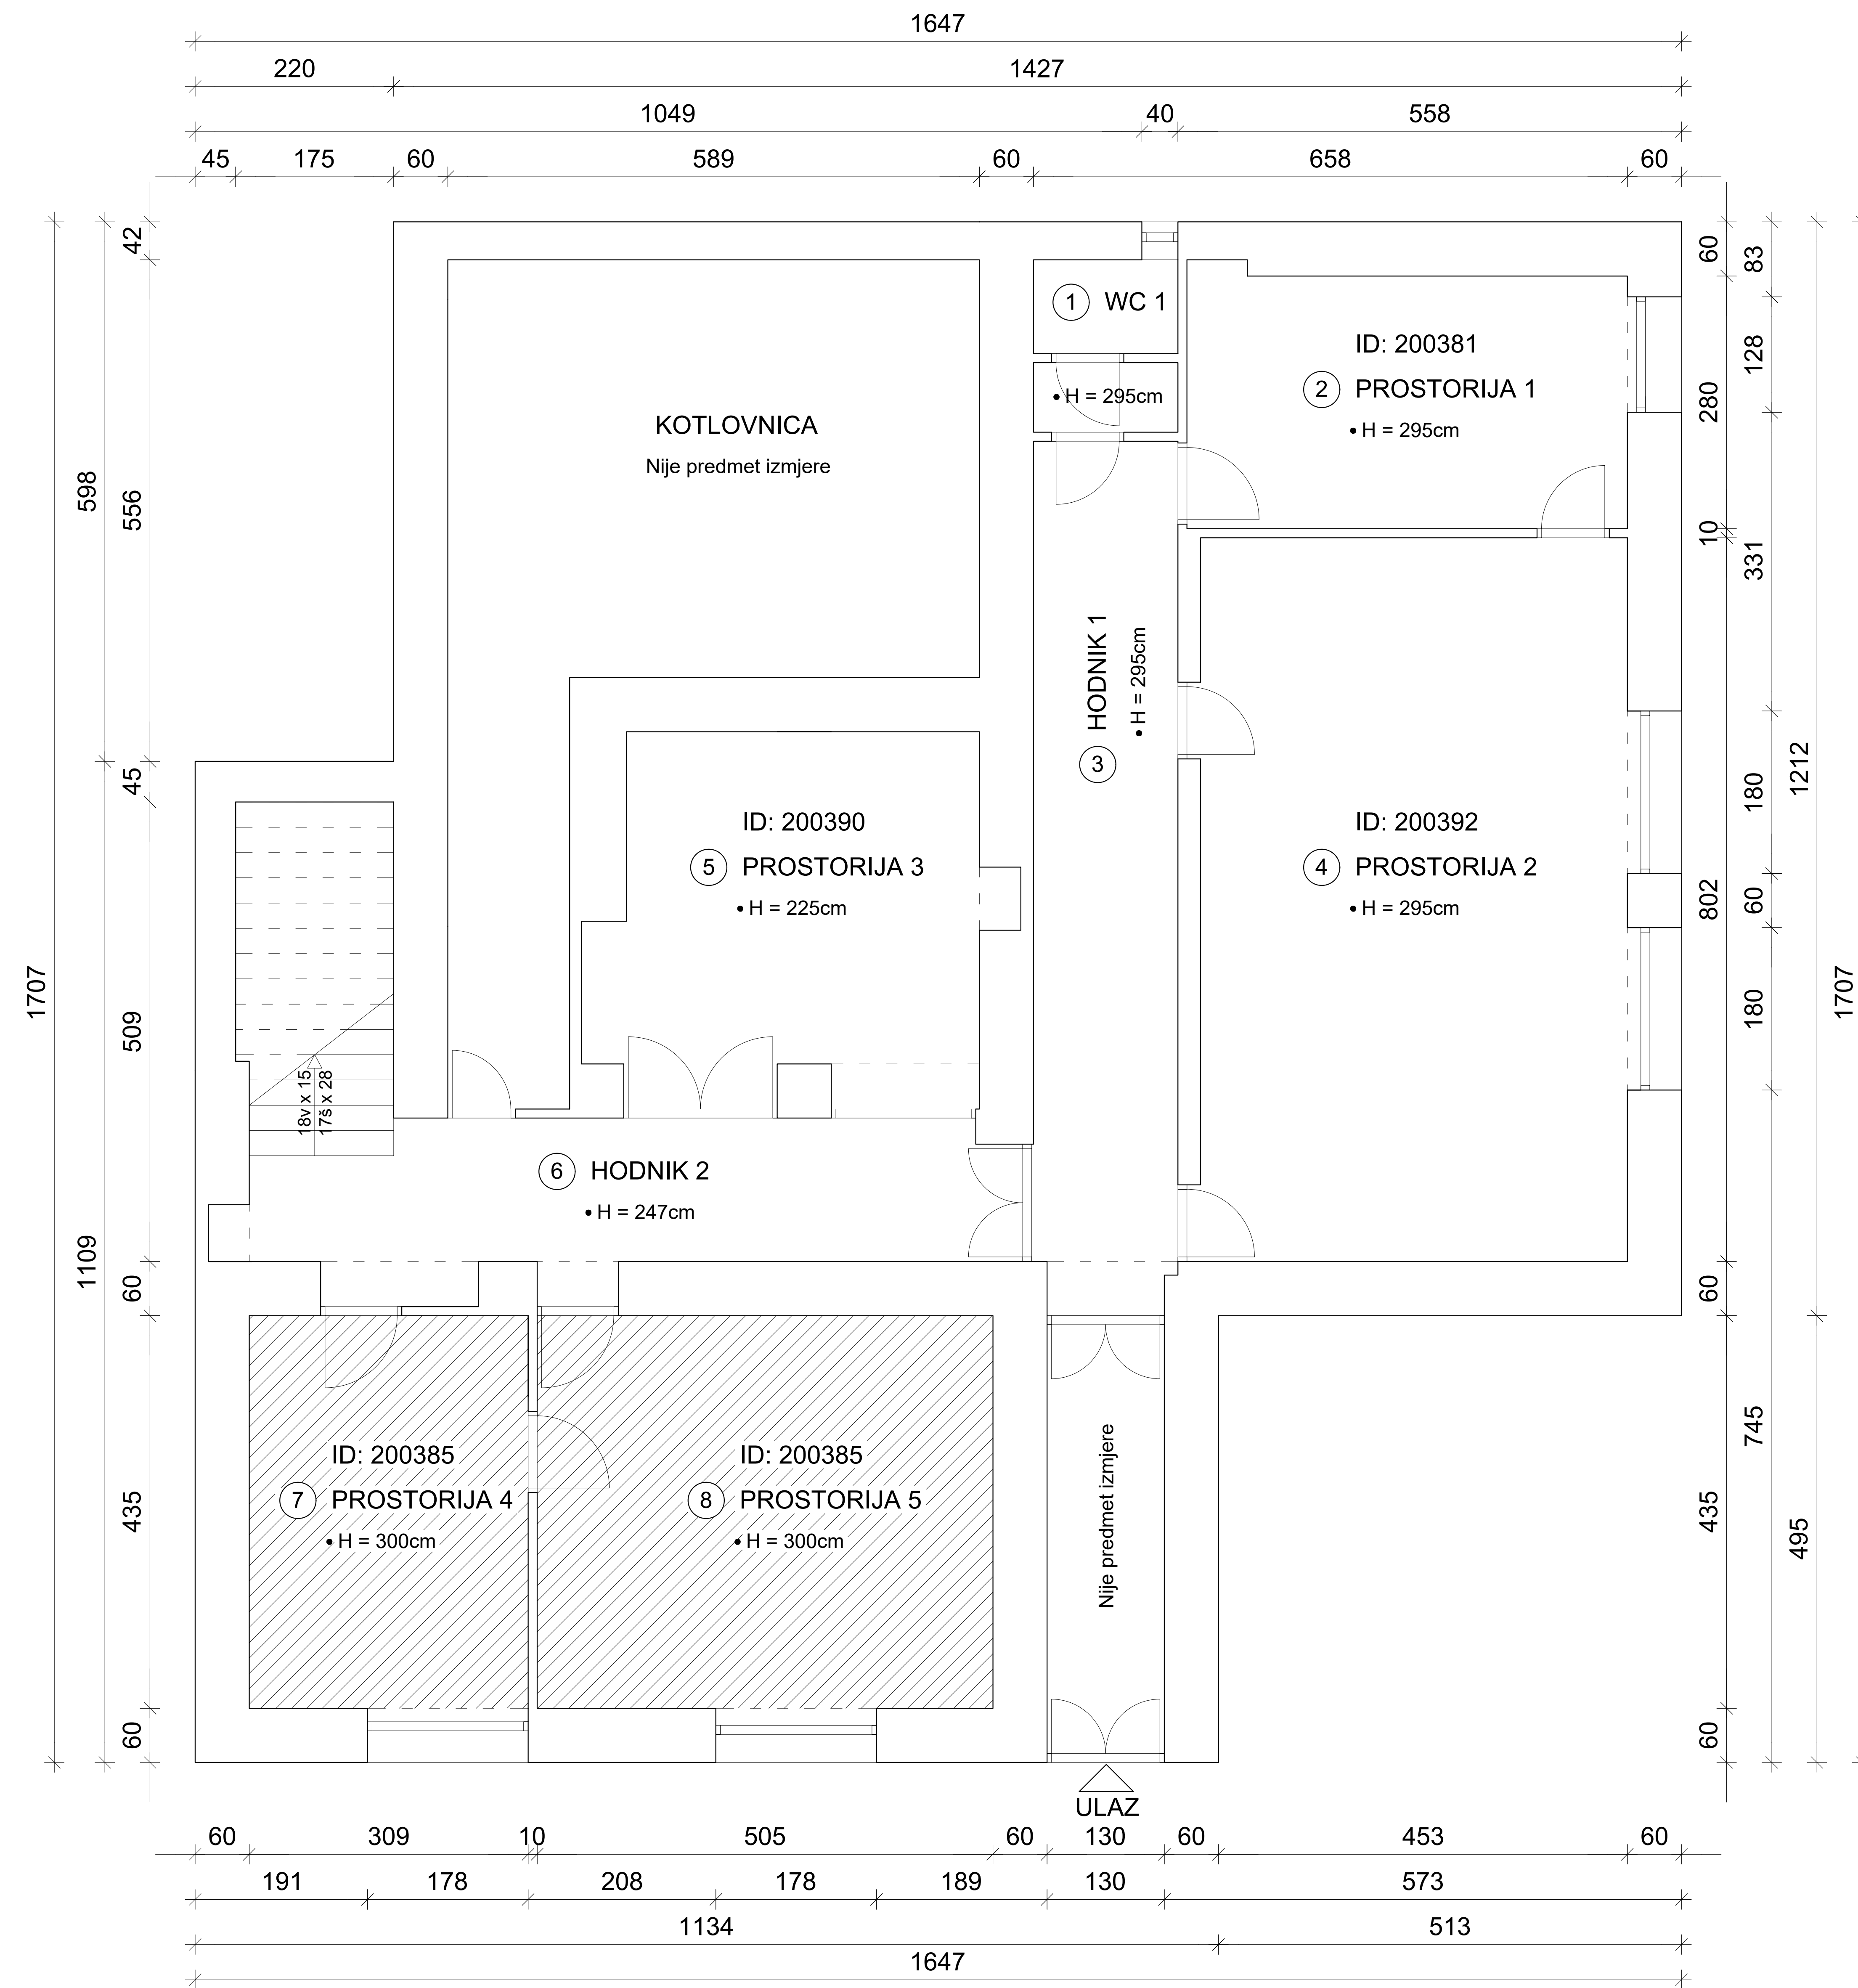 1647
220 1427
1049 40 558
45 175 60 589 60 658 60
42
60
83
1 WC 1
ID: 200381
128
2 PROSTORIJA 1
280
• H = 295cm
• H = 295cm
KOTLOVNICA
Nije predmet izmjere
598
556
10
331
HODNIK 1
• H = 295cm
3
45
180
1212
ID: 200390
ID: 200392
5 PROSTORIJA 3
4 PROSTORIJA 2
• H = 225cm
• H = 295cm
802
60
1707
1707
509
180
18v x 15
17š x 28
6 HODNIK 2
• H = 247cm
1109
60
60
ID: 200385
ID: 200385
7 PROSTORIJA 4
8 PROSTORIJA 5
• H = 300cm
• H = 300cm
Nije predmet izmjere
435
435
745
495
60
60
ULAZ
60 309 10 505 60 130 60 453 60
191 178 208 178 189 130 573
1134 513
1647